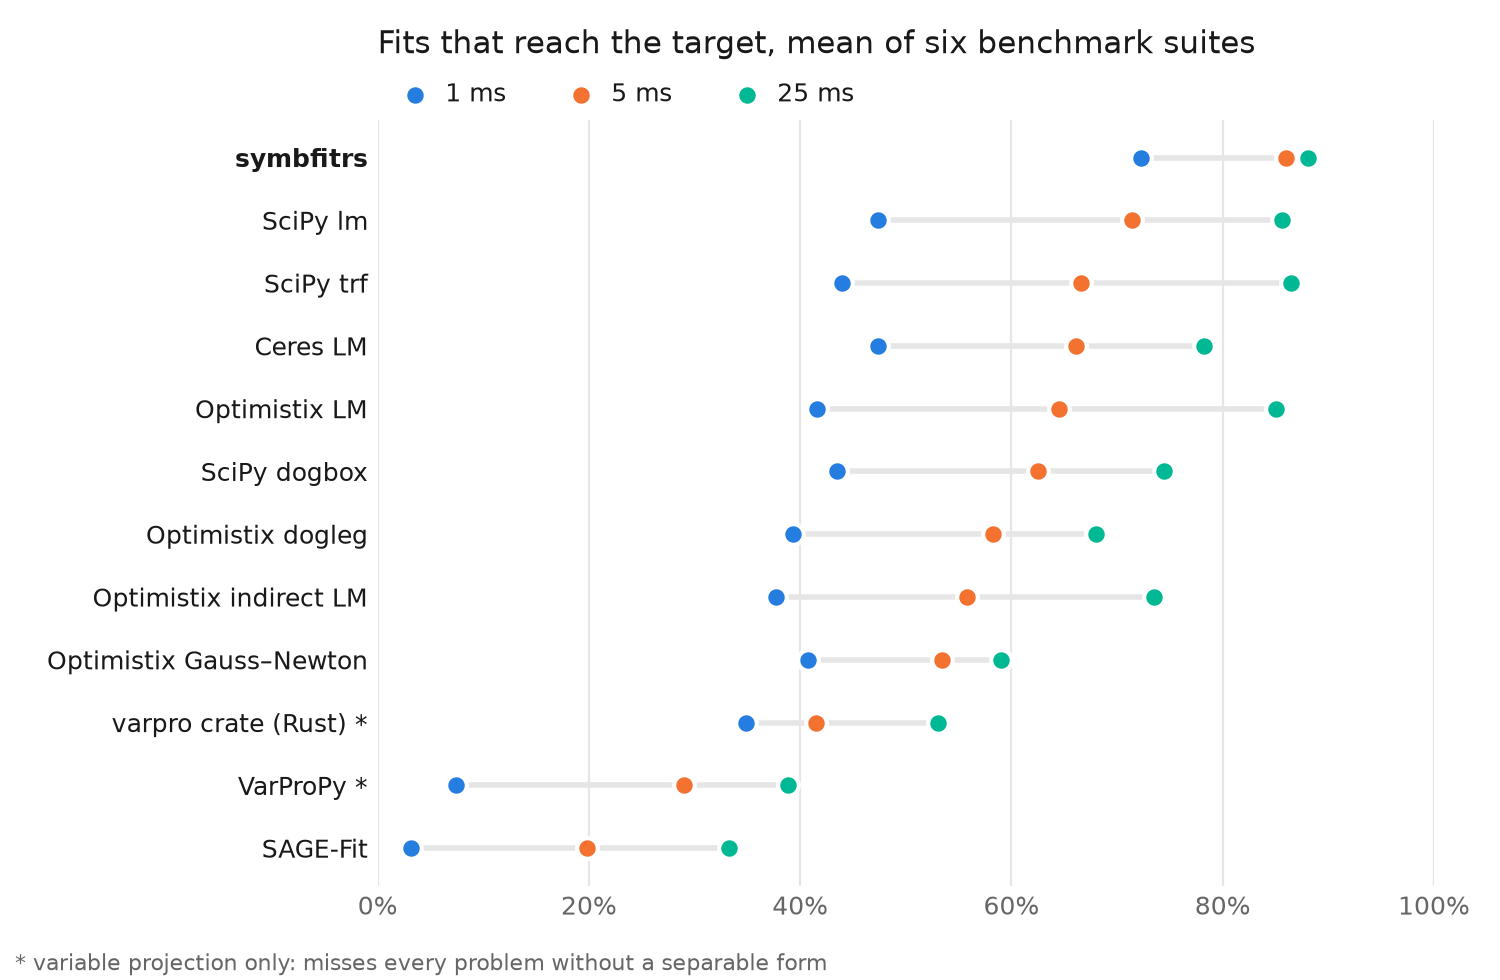 Fits that reach the target, mean of six benchmark suites
1 ms 5 ms 25 ms
symbfitrs
SciPy lm
SciPy trf
Ceres LM
Optimistix LM
SciPy dogbox
Optimistix dogleg
Optimistix indirect LM
Optimistix Gauss–Newton
varpro crate (Rust) *
VarProPy *
SAGE-Fit
0% 20% 40% 60% 80% 100%
* variable projection only: misses every problem without a separable form